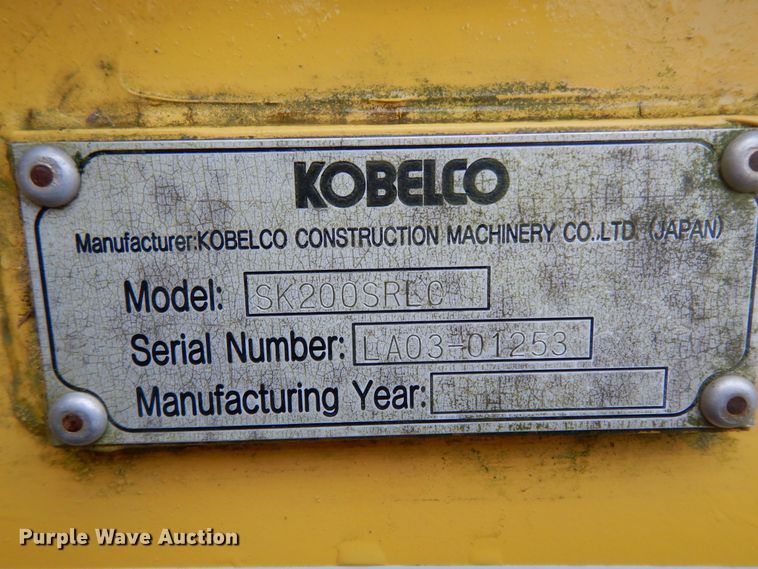 KOBELCO
Manufacturer:KOBELCO CONSTRUCTION MACHINERY CO.,LTD (JAPAN)
Model: SK200SRLC
Serial Number: LA03-01253
Manufacturing Year:
Purple Wave Auction